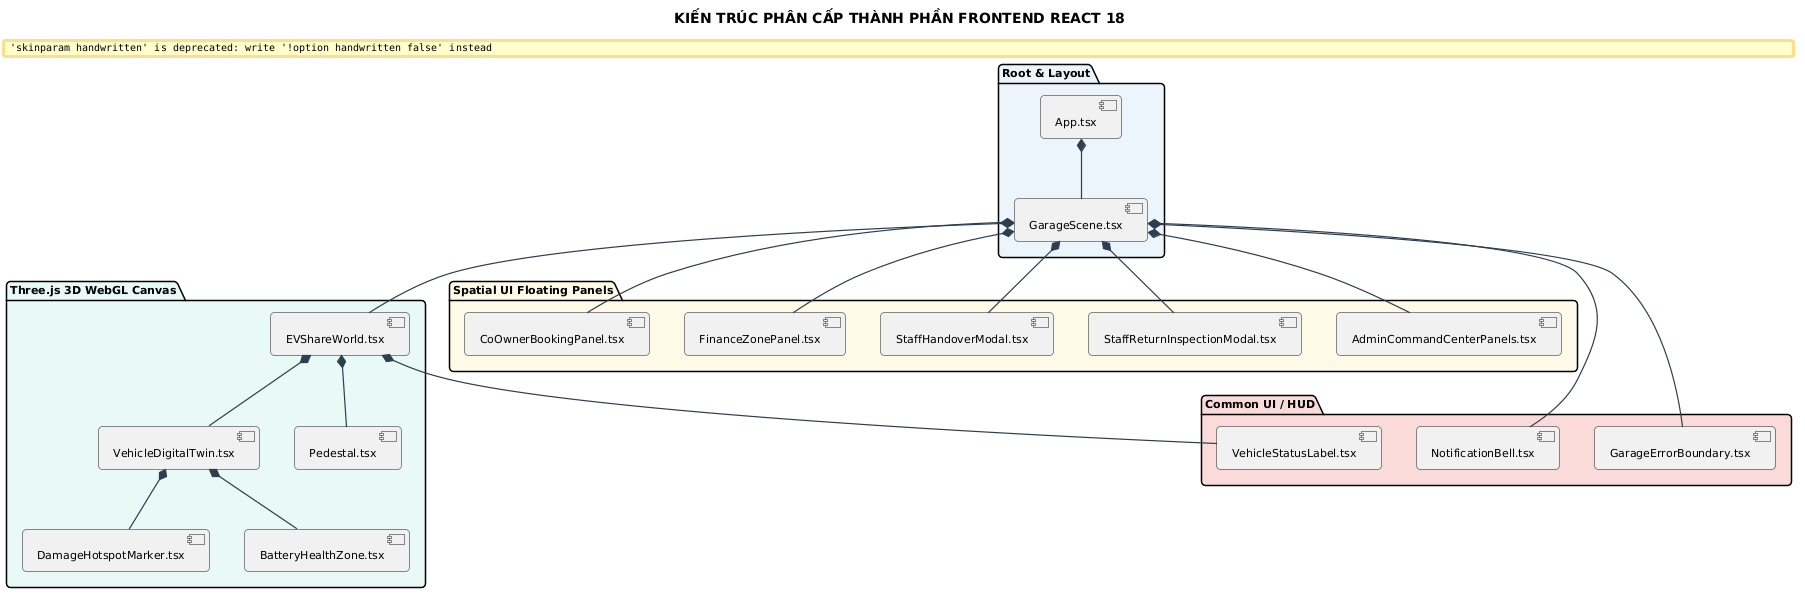 KIẾN TRÚC PHÂN CẤP THÀNH PHẦN FRONTEND REACT 18
'skinparam handwritten' is deprecated: write '!option handwritten false' instead
Root & Layout
App.tsx
GarageScene.tsx
Three.js 3D WebGL Canvas
EVShareWorld.tsx
VehicleDigitalTwin.tsx
Pedestal.tsx
DamageHotspotMarker.tsx
BatteryHealthZone.tsx
Spatial UI Floating Panels
CoOwnerBookingPanel.tsx
FinanceZonePanel.tsx
StaffHandoverModal.tsx
StaffReturnInspectionModal.tsx
AdminCommandCenterPanels.tsx
Common UI / HUD
VehicleStatusLabel.tsx
NotificationBell.tsx
GarageErrorBoundary.tsx